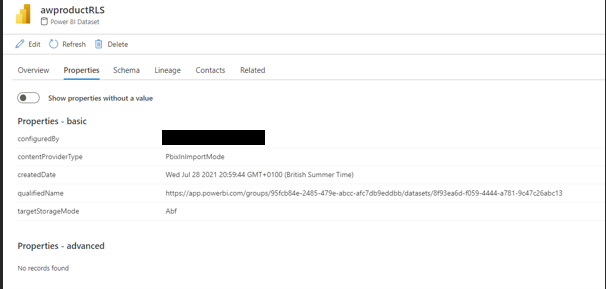 awproductRLS
Power BI Dataset
Edit Refresh Delete
Overview Properties Schema Lineage Contacts Related
Show properties without a value
Properties - basic
configuredBy
contentProviderType PbixInImportMode
createdDate Wed Jul 28 2021 20:59:44 GMT+0100 (British Summer Time)
qualifiedName https://app.powerbi.com/groups/95fcb84e-2485-479e-abcc-afc7db9eddbb/datasets/8f93ea6d-f059-4444-a781-9c47c26abc13
targetStorageMode Abf
Properties - advanced
No records found